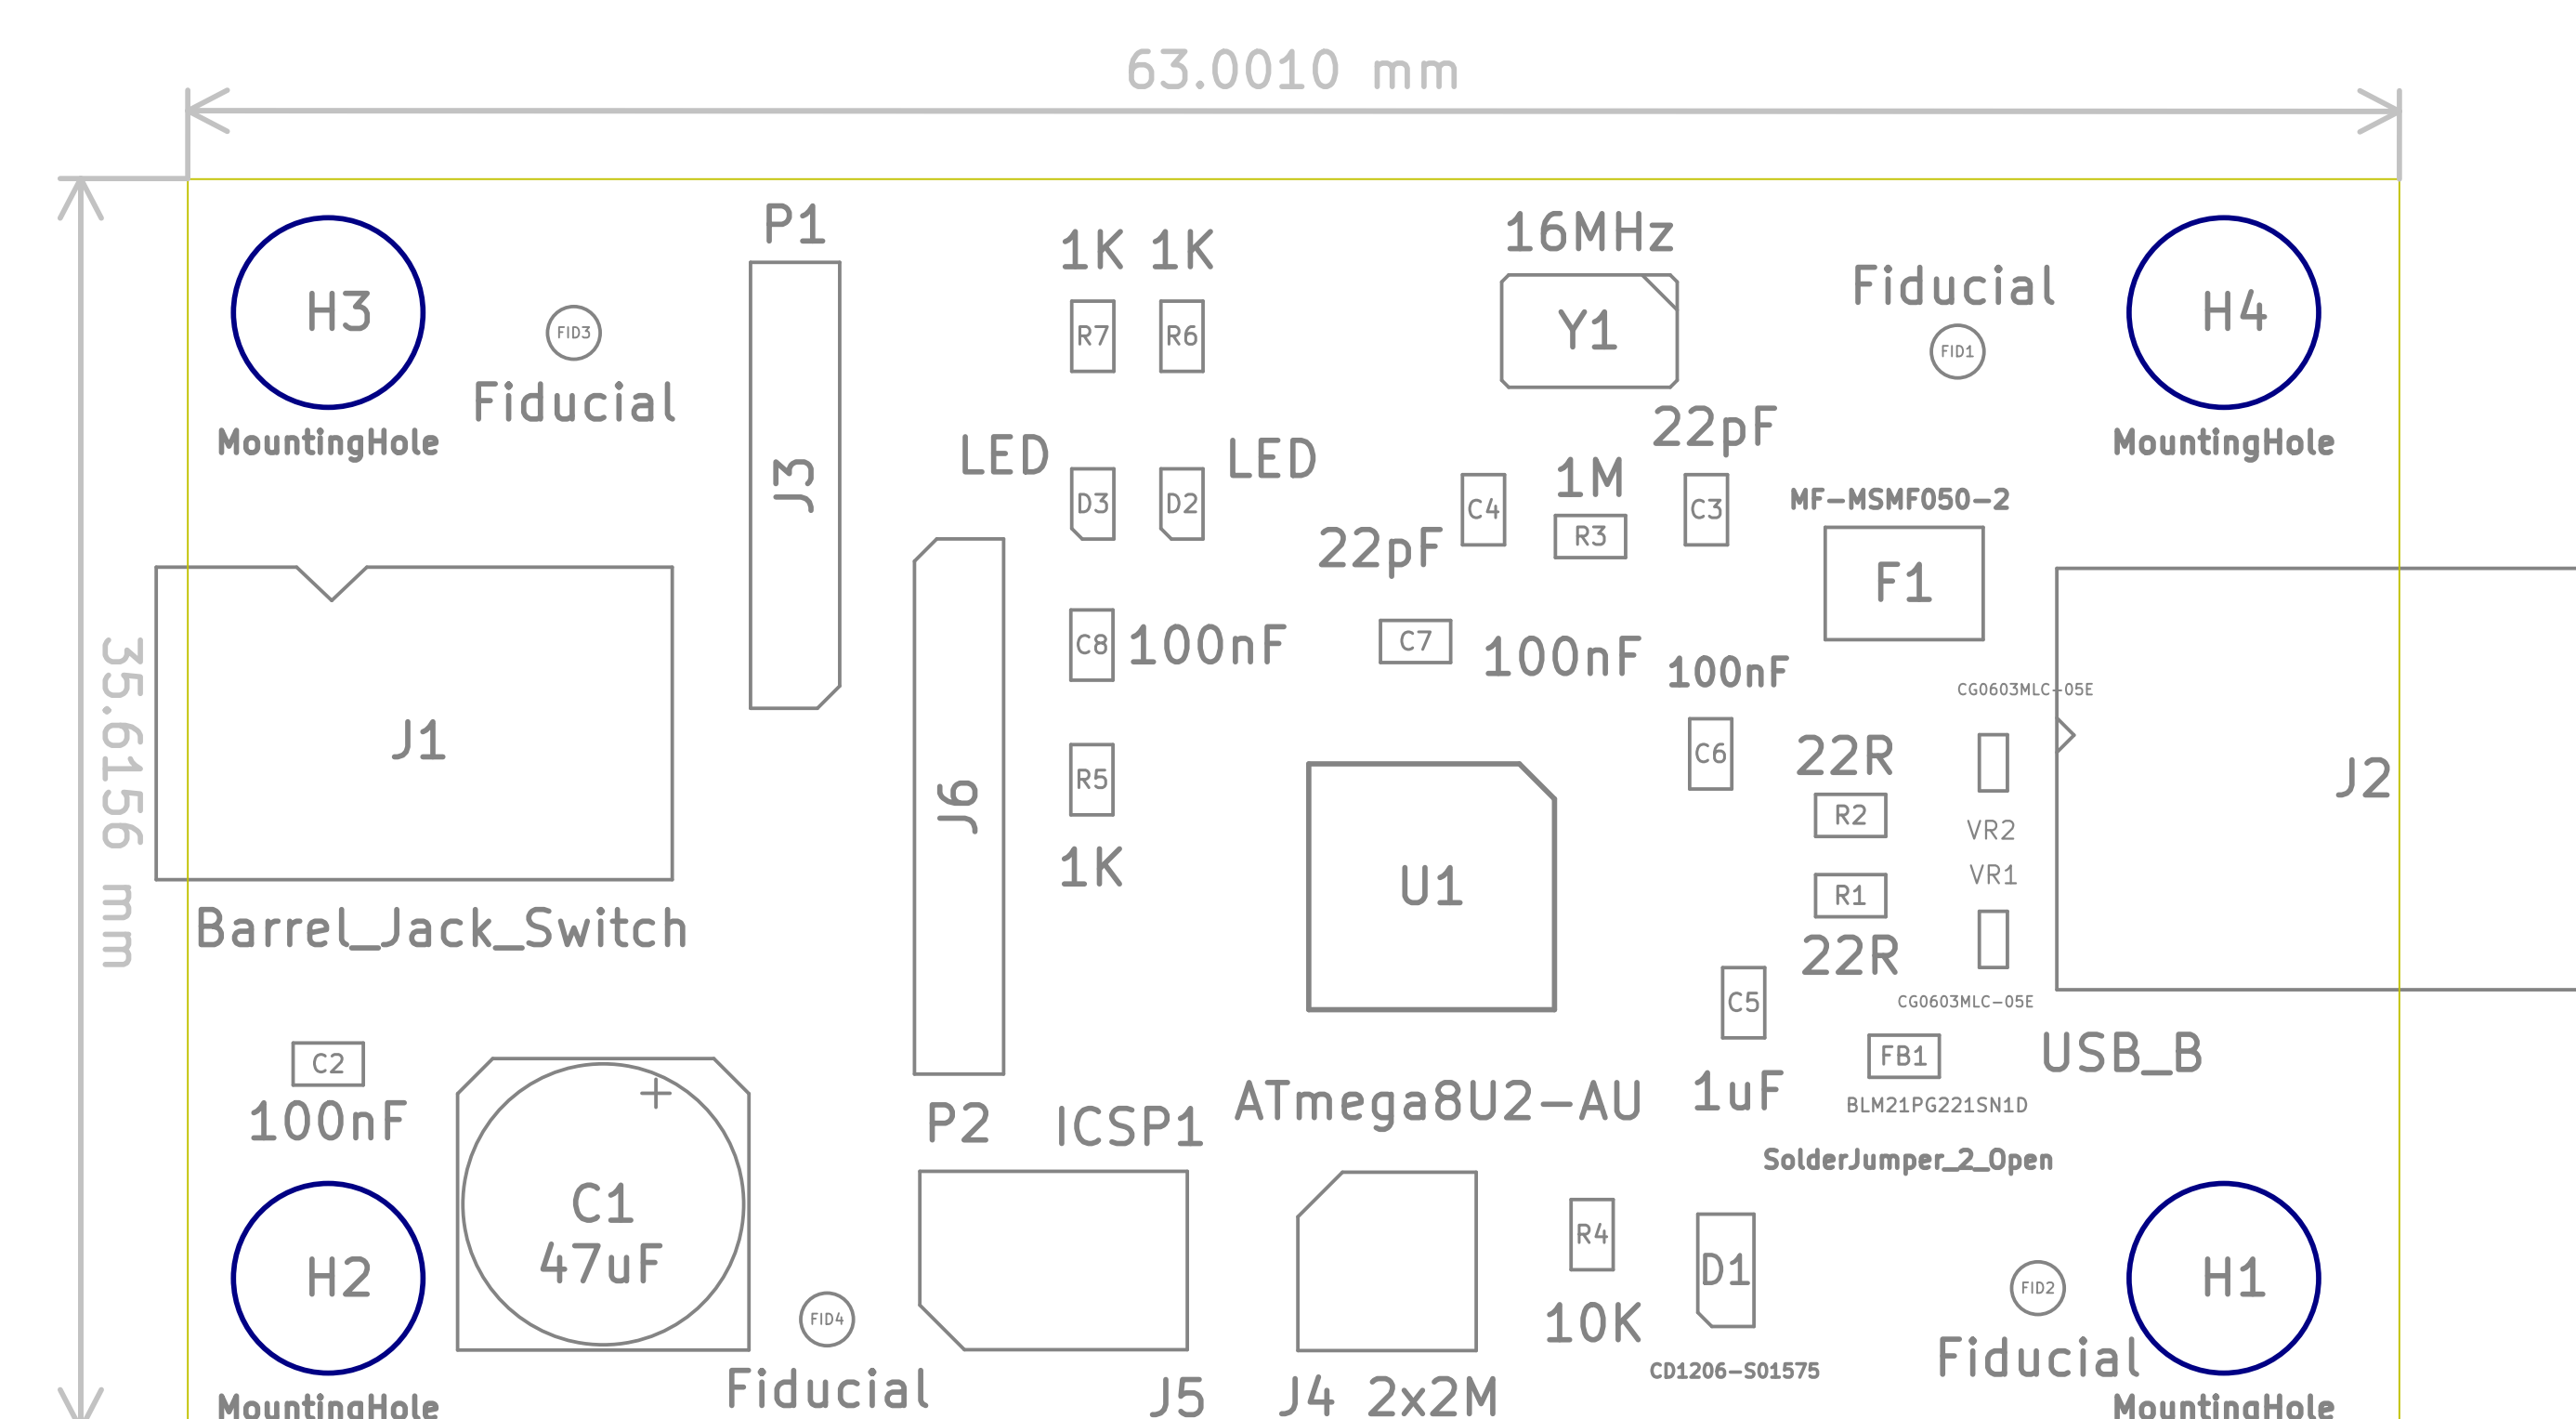 63.0010 mm
35.6156 mm
P1
1K
1K
16MHz
Fiducial
H3
FID3
R7
R6
Y1
FID1
H4
Fiducial
MountingHole
22pF
MountingHole
LED
LED
J3
1M
D3
D2
C4
R3
C3
MF-MSMF050-2
22pF
F1
C8
100nF
C7
100nF
100nF
CG0603MLC-05E
J1
R5
C6
22R
J2
J6
R2
VR2
1K
U1
VR1
R1
Barrel_Jack_Switch
22R
C5
CG0603MLC-05E
C2
FB1
USB_B
100nF
P2
ICSP1
ATmega8U2-AU
1uF
BLM21PG221SN1D
SolderJumper_2_Open
C1
47uF
R4
D1
H2
H1
FID4
FID2
10K
Fiducial
CD1206-S01575
Fiducial
J5
J4
2x2M
MountingHole
MountingHole